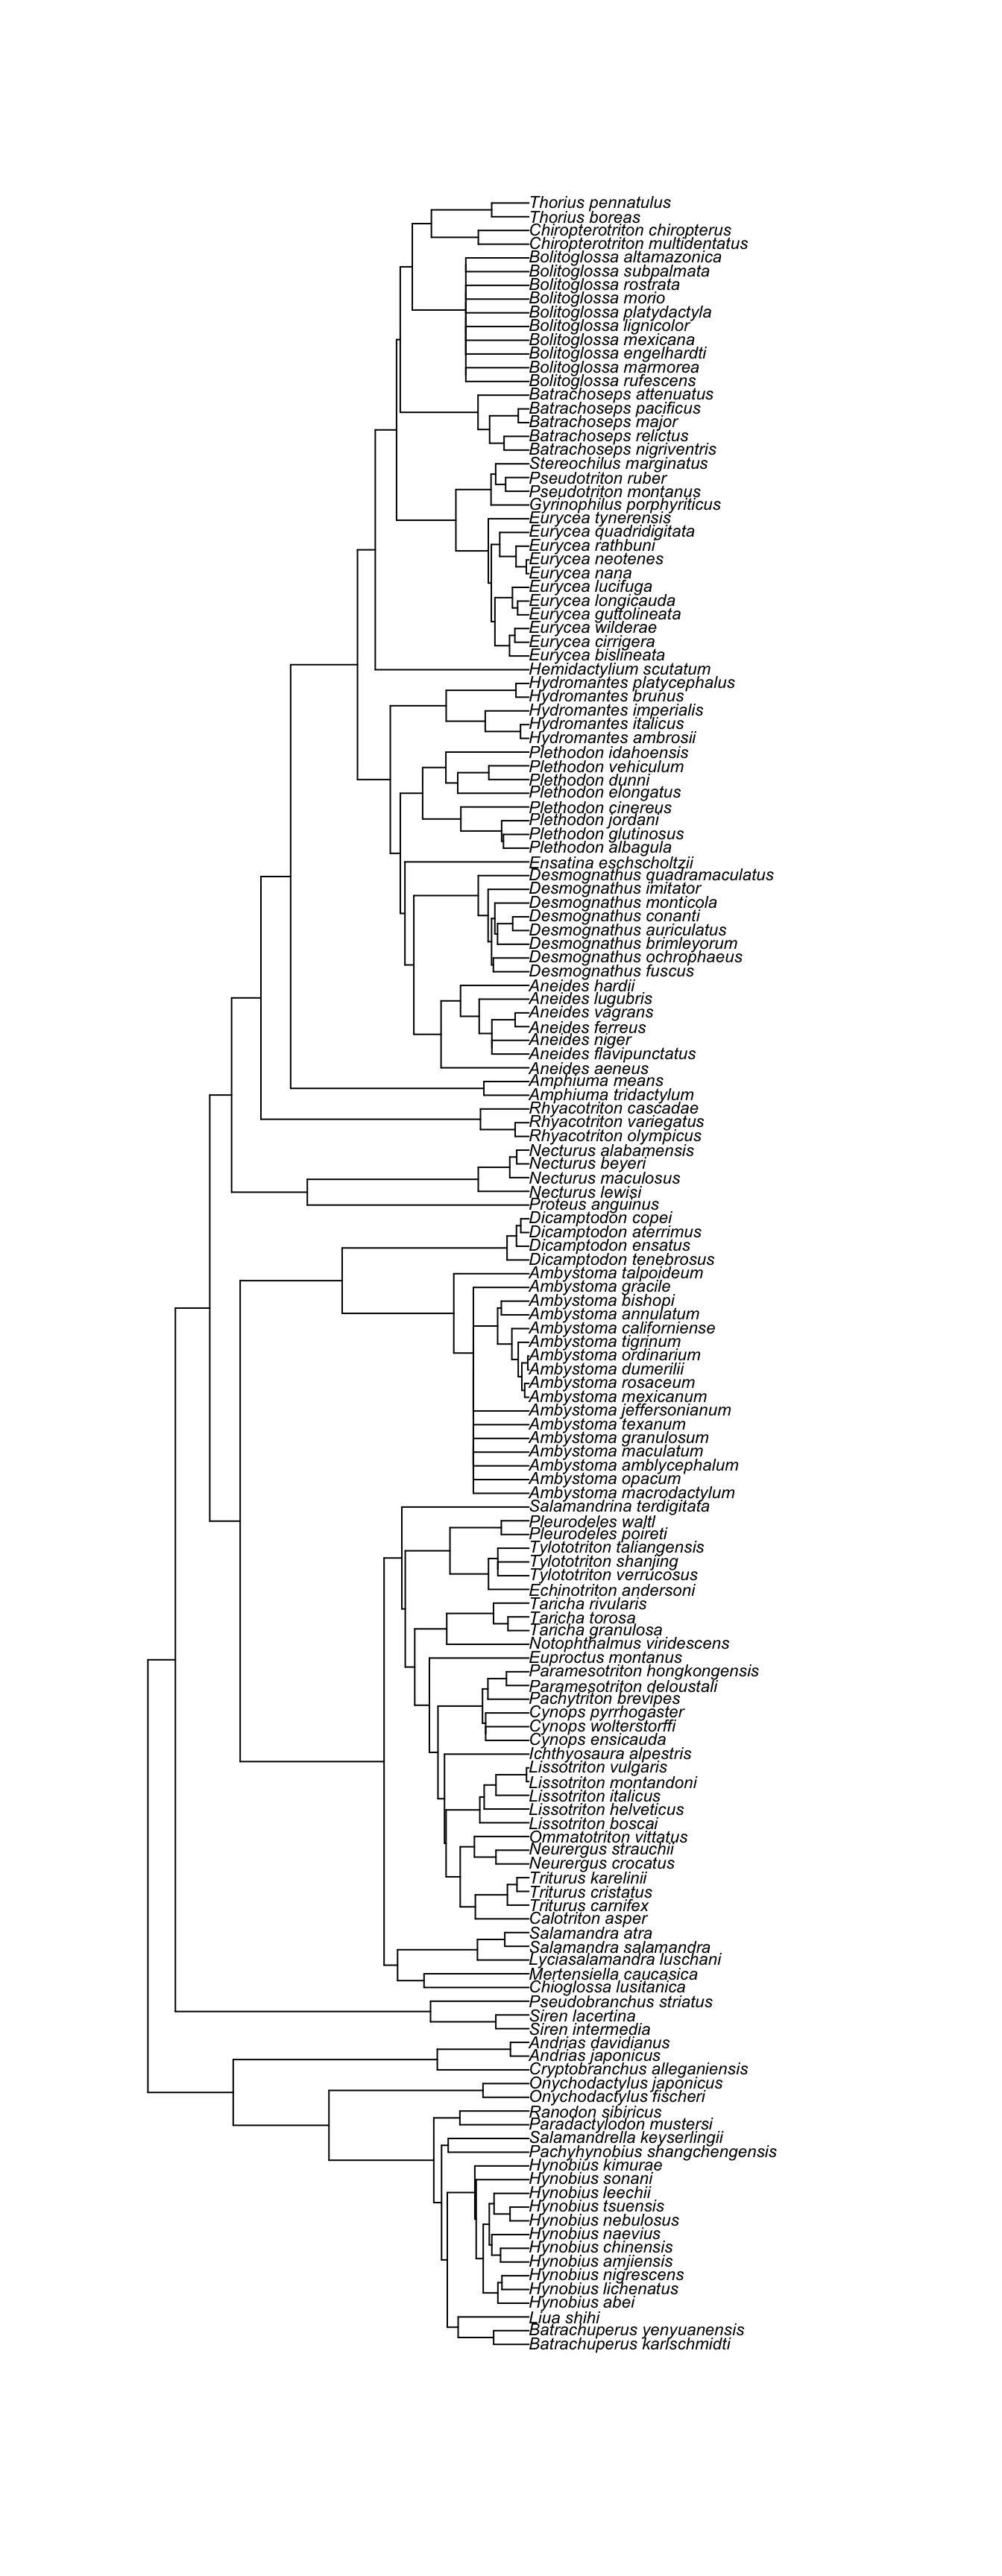 Thorius pennatulus
Thorius boreas
Chiropterotriton chiropterus
Chiropterotriton multidentatus
Bolitoglossa altamazonica
Bolitoglossa subpalmata
Bolitoglossa rostrata
Bolitoglossa morio
Bolitoglossa platydactyla
Bolitoglossa lignicolor
Bolitoglossa mexicana
Bolitoglossa engelhardti
Bolitoglossa marmorea
Bolitoglossa rufescens
Batrachoseps attenuatus
Batrachoseps pacificus
Batrachoseps major
Batrachoseps relictus
Batrachoseps nigriventris
Stereochilus marginatus
Pseudotriton ruber
Pseudotriton montanus
Gyrinophilus porphyriticus
Eurycea tynerensis
Eurycea quadridigitata
Eurycea rathbuni
Eurycea neotenes
Eurycea nana
Eurycea lucifuga
Eurycea longicauda
Eurycea guttolineata
Eurycea wilderae
Eurycea cirrigera
Eurycea bislineata
Hemidactylium scutatum
Hydromantes platycephalus
Hydromantes brunus
Hydromantes imperialis
Hydromantes italicus
Hydromantes ambrosii
Plethodon idahoensis
Plethodon vehiculum
Plethodon dunni
Plethodon elongatus
Plethodon cinereus
Plethodon jordani
Plethodon glutinosus
Plethodon albagula
Ensatina eschscholtzii
Desmognathus quadramaculatus
Desmognathus imitator
Desmognathus monticola
Desmognathus conanti
Desmognathus auriculatus
Desmognathus brimleyorum
Desmognathus ochrophaeus
Desmognathus fuscus
Aneides hardii
Aneides lugubris
Aneides vagrans
Aneides ferreus
Aneides niger
Aneides flavipunctatus
Aneides aeneus
Amphiuma means
Amphiuma tridactylum
Rhyacotriton cascadae
Rhyacotriton variegatus
Rhyacotriton olympicus
Necturus alabamensis
Necturus beyeri
Necturus maculosus
Necturus lewisi
Proteus anguinus
Dicamptodon copei
Dicamptodon aterrimus
Dicamptodon ensatus
Dicamptodon tenebrosus
Ambystoma talpoideum
Ambystoma gracile
Ambystoma bishopi
Ambystoma annulatum
Ambystoma californiense
Ambystoma tigrinum
Ambystoma ordinarium
Ambystoma dumerilii
Ambystoma rosaceum
Ambystoma mexicanum
Ambystoma jeffersonianum
Ambystoma texanum
Ambystoma granulosum
Ambystoma maculatum
Ambystoma amblycephalum
Ambystoma opacum
Ambystoma macrodactylum
Salamandrina terdigitata
Pleurodeles waltl
Pleurodeles poireti
Tylototriton taliangensis
Tylototriton shanjing
Tylototriton verrucosus
Echinotriton andersoni
Taricha rivularis
Taricha torosa
Taricha granulosa
Notophthalmus viridescens
Euproctus montanus
Paramesotriton hongkongensis
Paramesotriton deloustali
Pachytriton brevipes
Cynops pyrrhogaster
Cynops wolterstorffi
Cynops ensicauda
Ichthyosaura alpestris
Lissotriton vulgaris
Lissotriton montandoni
Lissotriton italicus
Lissotriton helveticus
Lissotriton boscai
Ommatotriton vittatus
Neurergus strauchii
Neurergus crocatus
Triturus karelinii
Triturus cristatus
Triturus carnifex
Calotriton asper
Salamandra atra
Salamandra salamandra
Lyciasalamandra luschani
Mertensiella caucasica
Chioglossa lusitanica
Pseudobranchus striatus
Siren lacertina
Siren intermedia
Andrias davidianus
Andrias japonicus
Cryptobranchus alleganiensis
Onychodactylus japonicus
Onychodactylus fischeri
Ranodon sibiricus
Paradactylodon mustersi
Salamandrella keyserlingii
Pachyhynobius shangchengensis
Hynobius kimurae
Hynobius sonani
Hynobius leechii
Hynobius tsuensis
Hynobius nebulosus
Hynobius naevius
Hynobius chinensis
Hynobius amjiensis
Hynobius nigrescens
Hynobius lichenatus
Hynobius abei
Liua shihi
Batrachuperus yenyuanensis
Batrachuperus karlschmidti